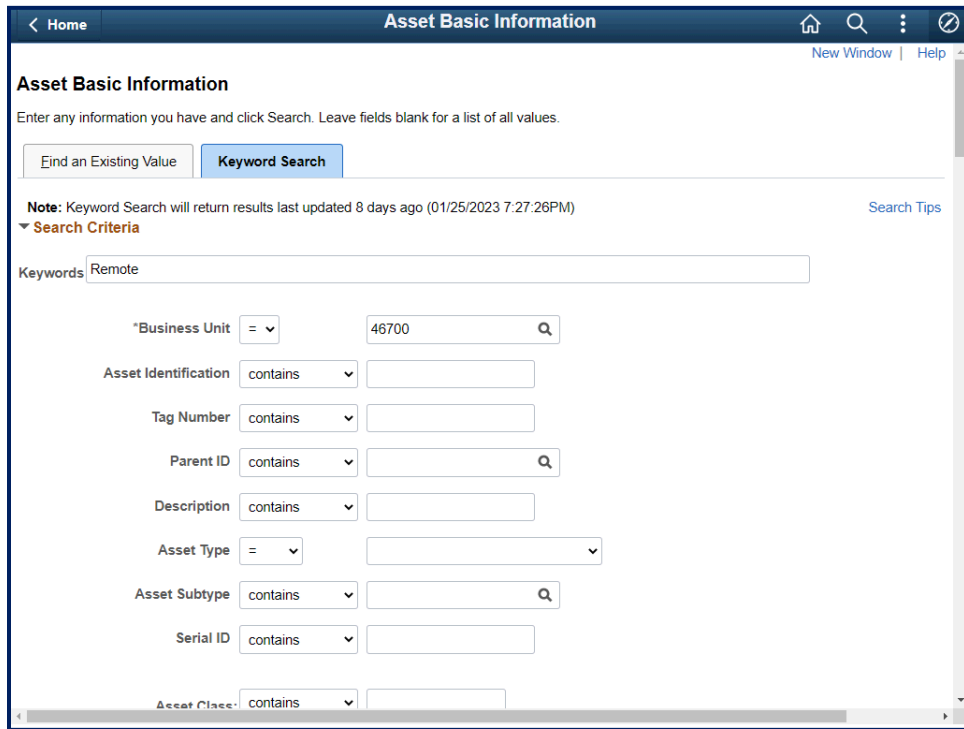 Home
Asset Basic Information
New Window | Help
Asset Basic Information
Enter any information you have and click Search. Leave fields blank for a list of all values.
Find an Existing Value
Keyword Search
Note: Keyword Search will return results last updated 8 days ago (01/25/2023 7:27:26PM)
Search Tips
Search Criteria
Keywords Remote
*Business Unit = 46700
Asset Identification contains
Tag Number contains
Parent ID contains
Description contains
Asset Type =
Asset Subtype contains
Serial ID contains
Asset Class: contains